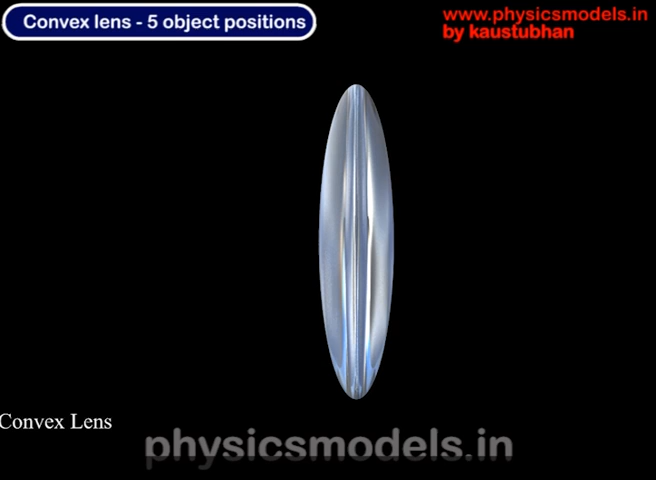 Convex lens - 5 object positions
www.physicsmodels.in
by kaustubhan
Convex Lens
physicsmodels.in